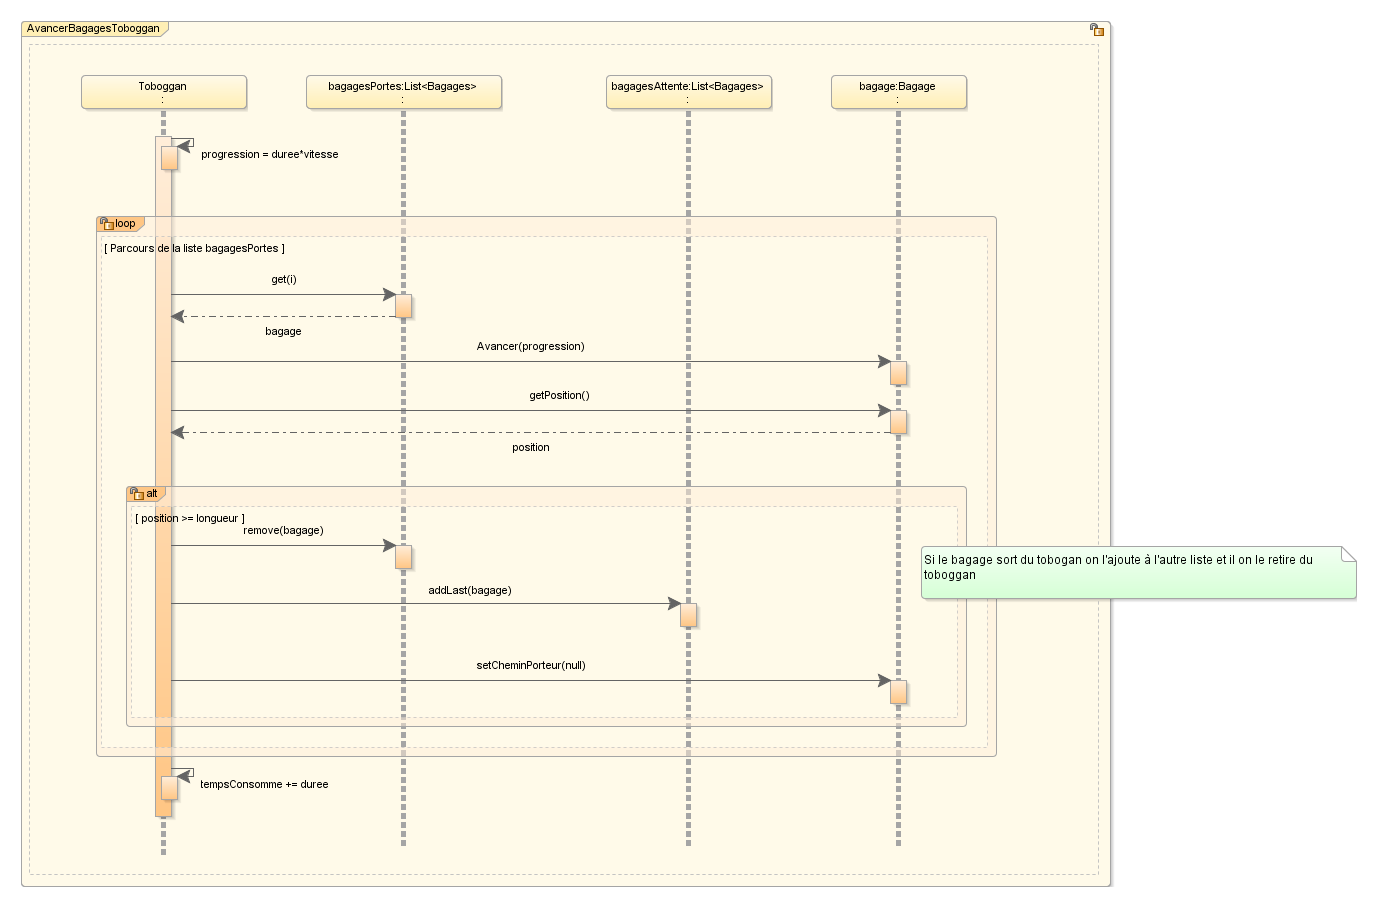 AvancerBagagesToboggan
Toboggan
:
bagagesPortes:List<Bagages>
:
bagagesAttente:List<Bagages>
:
bagage:Bagage
:
progression = duree*vitesse
loop
[ Parcours de la liste bagagesPortes ]
get(i)
bagage
Avancer(progression)
getPosition()
position
alt
[ position >= longueur ]
remove(bagage)
Si le bagage sort du tobogan on l'ajoute à l'autre liste et il on le retire du
toboggan
addLast(bagage)
setCheminPorteur(null)
tempsConsomme += duree